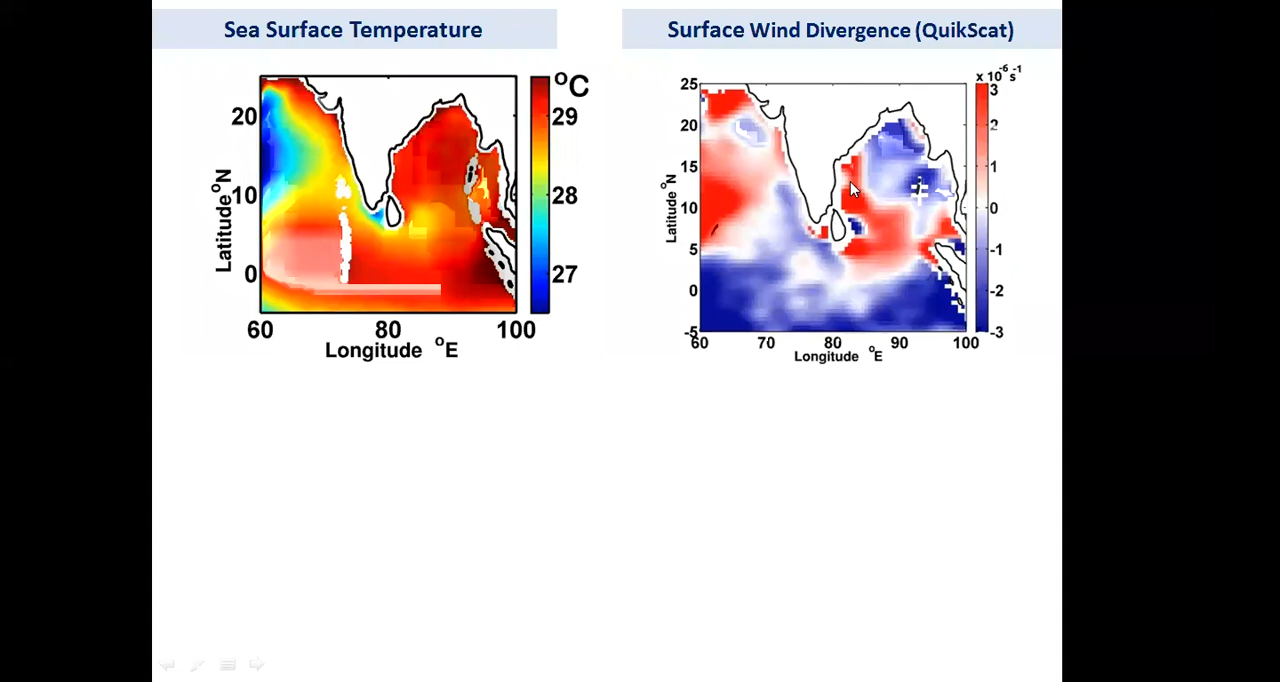 Sea Surface Temperature
Surface Wind Divergence (QuikScat)
°C
29
28
27
20
10
0
Latitude °N
60 80 100
Longitude °E
x 10⁻⁶ s⁻¹
25
20
15
10
5
0
-5
Latitude °N
60 70 80 90 100
Longitude °E
3
2
1
0
-1
-2
-3